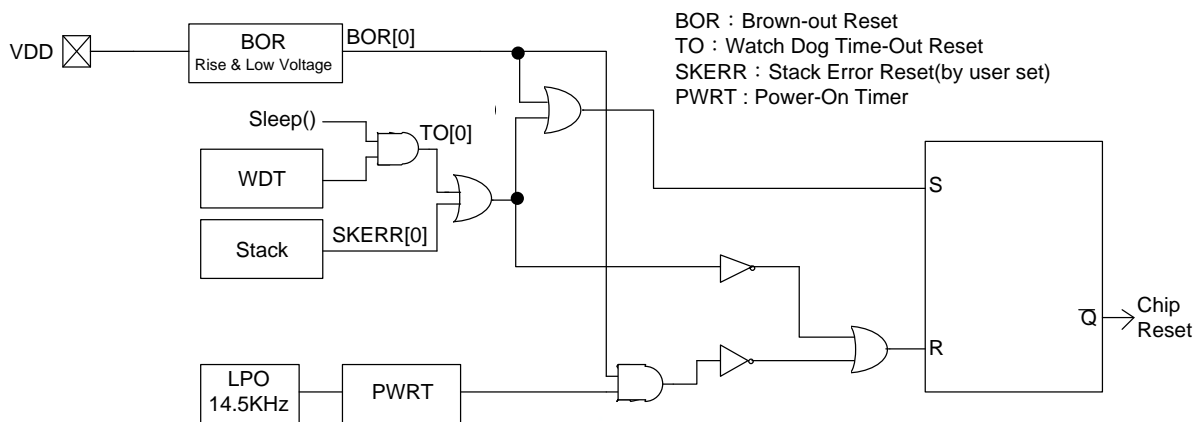 BOR：Brown-out Reset
TO：Watch Dog Time-Out Reset
SKERR：Stack Error Reset(by user set)
PWRT : Power-On Timer
VDD
BOR
Rise & Low Voltage
BOR[0]
Sleep()
TO[0]
WDT
Stack
SKERR[0]
LPO
14.5KHz
PWRT
S
R
Q̅
Chip
Reset